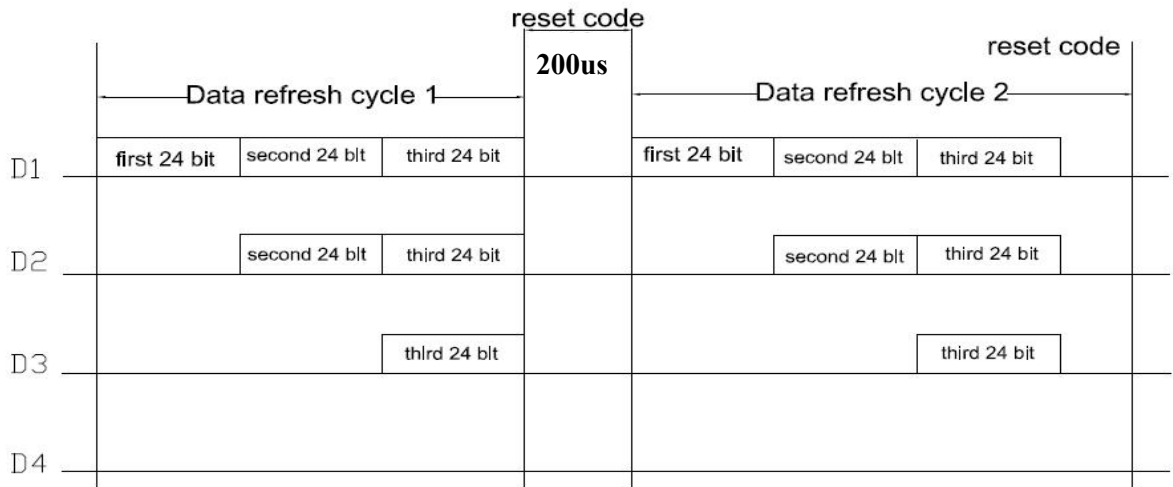 reset code
reset code
200us
Data refresh cycle 1
Data refresh cycle 2
D1 first 24 bit second 24 blt third 24 bit first 24 bit second 24 blt third 24 bit
D2 second 24 blt third 24 bit second 24 blt third 24 bit
D3 thlrd 24 blt third 24 bit
D4